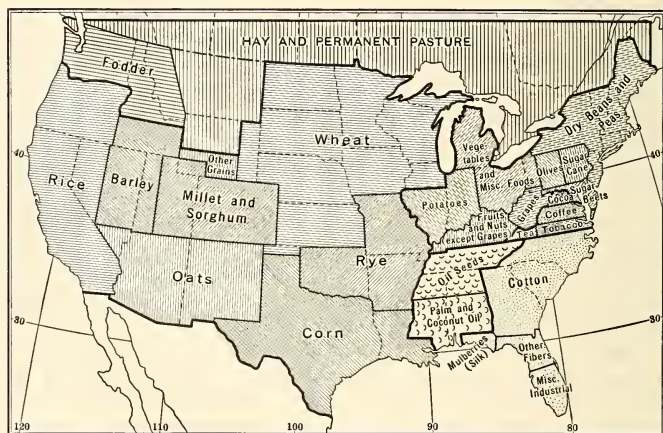 HAY AND PERMANENT PASTURE
Fodder
Dry Beans and
Peas
Wheat
Vege-
tables
and
Misc. Foods
Olives
Sugar
Cane
40
40
Other
Grains
Rice
Barley
Millet and
Sorghum
Potatoes
Grapes
Cocoa
Sugar
Beets
Fruits
and Nuts
(except Grapes)
Coffee
Tea
Tobacco
Rye
Oil Seeds
Oats
Cotton
Palm and
Coconut Oil
30
30
Corn
Mulberries
(Silk)
Other
Fibers
Misc.
Industrial
120
110
100
90
80